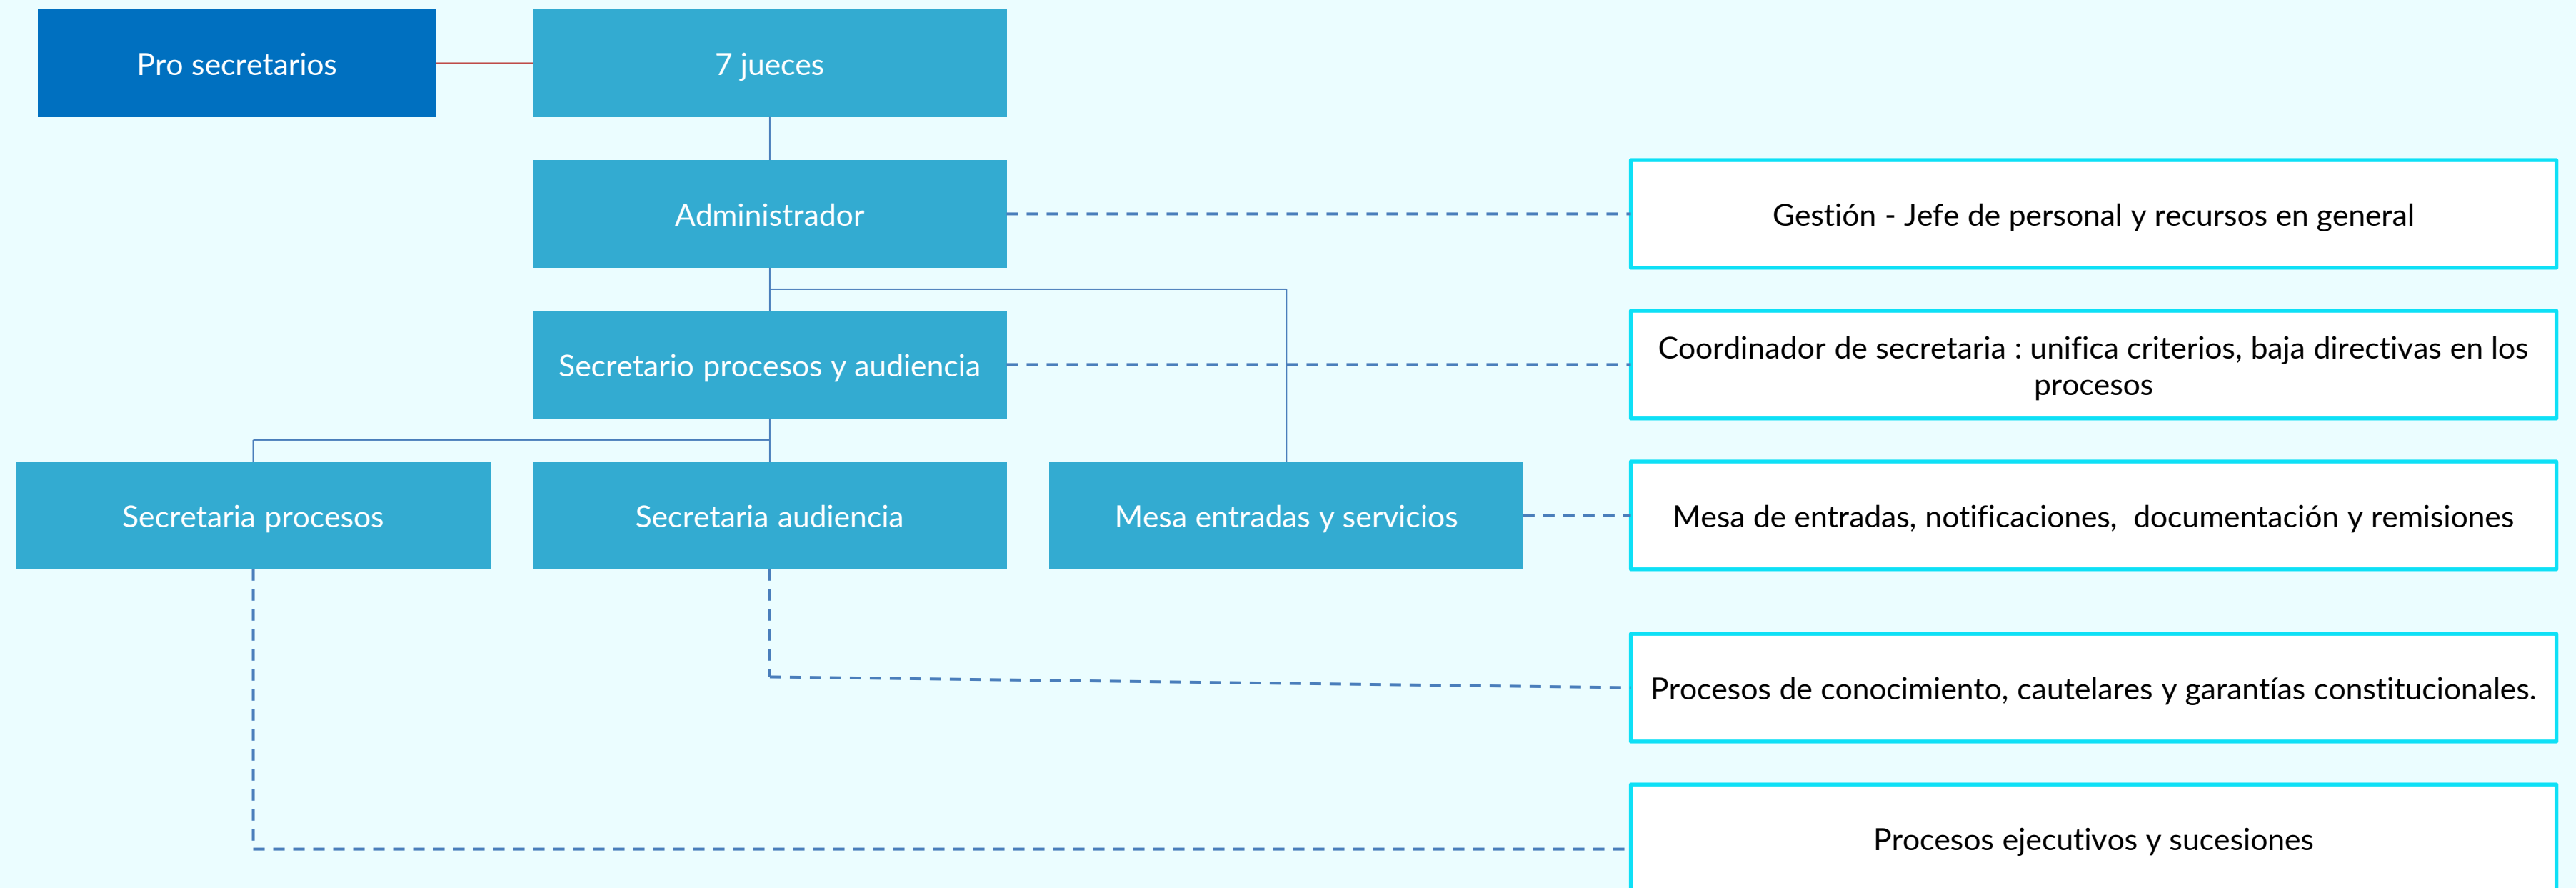 Pro secretarios
7 jueces
Administrador
Gestión - Jefe de personal y recursos en general
Secretario procesos y audiencia
Coordinador de secretaria : unifica criterios, baja directivas en los
procesos
Secretaria procesos
Secretaria audiencia
Mesa entradas y servicios
Mesa de entradas, notificaciones,  documentación y remisiones
Procesos de conocimiento, cautelares y garantías constitucionales.
Procesos ejecutivos y sucesiones